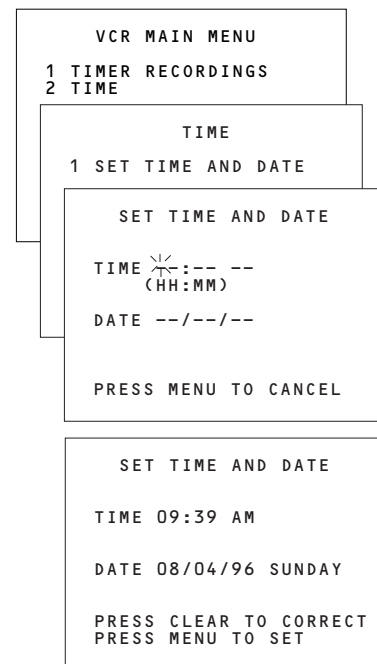 VCR MAIN MENU
1 TIMER RECORDINGS
2 TIME
TIME
1 SET TIME AND DATE
SET TIME AND DATE
TIME --:-- --
(HH:MM)
DATE --/--/--
PRESS MENU TO CANCEL
SET TIME AND DATE
TIME 09:39 AM
DATE 08/04/96 SUNDAY
PRESS CLEAR TO CORRECT
PRESS MENU TO SET